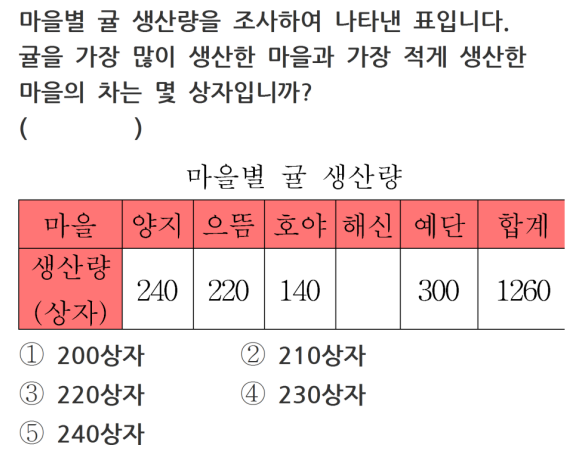 마을별 귤 생산량을 조사하여 나타낸 표입니다.
귤을 가장 많이 생산한 마을과 가장 적게 생산한
마을의 차는 몇 상자입니까?
(          )
마을별 귤 생산량
마을 양지 으뜸 호야 해신 예단 합계
생산량
(상자) 240 220 140 300 1260
① 200상자 ② 210상자
③ 220상자 ④ 230상자
⑤ 240상자